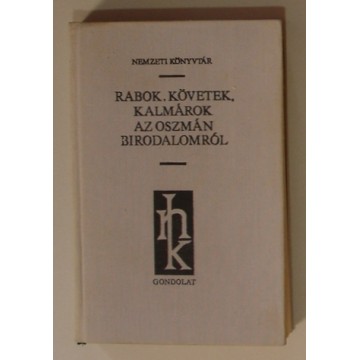 NEMZETI KÖNYVTÁR
RABOK, KÖVETEK,
KALMÁROK
AZ OSZMÁN
BIRODALOMRÓL
hk
GONDOLAT